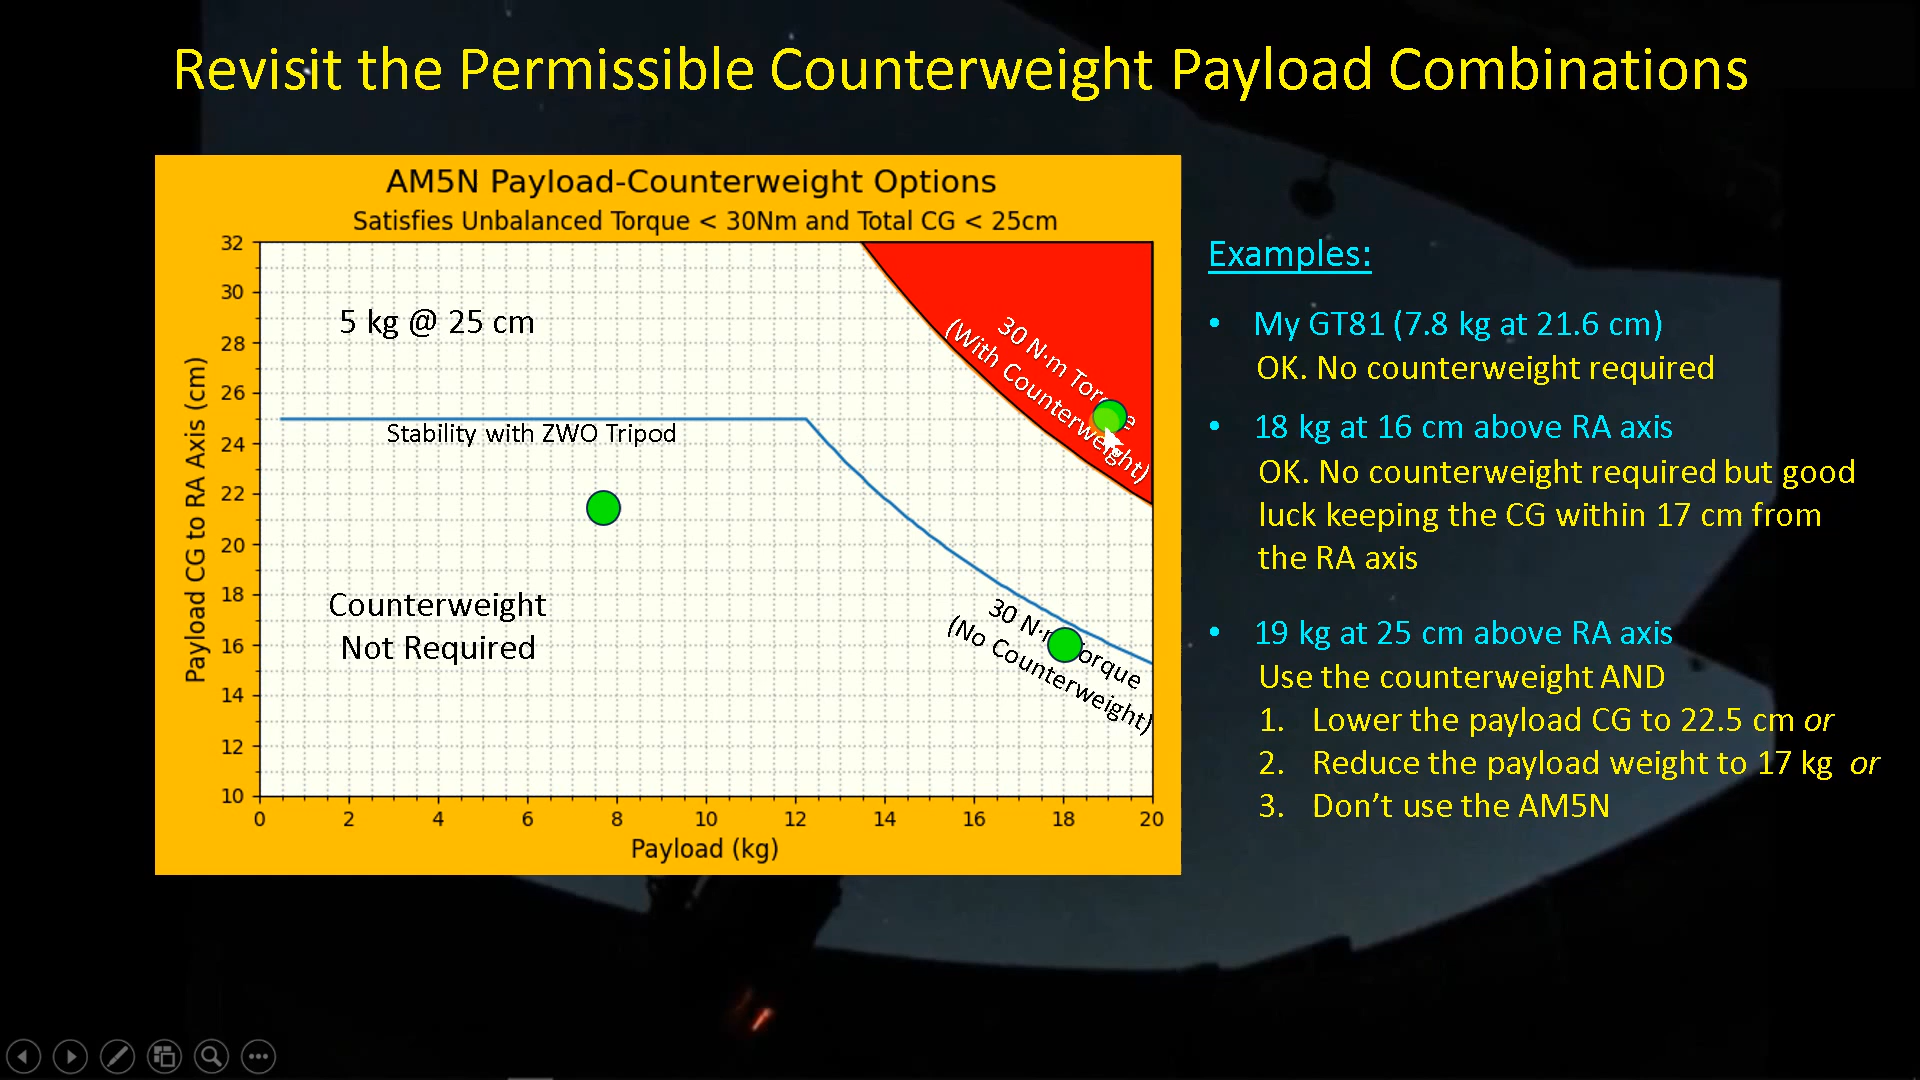 Revisit the Permissible Counterweight Payload Combinations
AM5N Payload-Counterweight Options
Satisfies Unbalanced Torque < 30Nm and Total CG < 25cm
32
30
28
26
24
22
20
18
16
14
12
10
Payload CG to RA Axis (cm)
5 kg @ 25 cm
30 N·m Torque
(With Counterweight)
Stability with ZWO Tripod
Counterweight
Not Required
30 N·m Torque
(No Counterweight)
0 2 4 6 8 10 12 14 16 18 20
Payload (kg)
Examples:
• My GT81 (7.8 kg at 21.6 cm)
OK. No counterweight required
• 18 kg at 16 cm above RA axis
OK. No counterweight required but good
luck keeping the CG within 17 cm from
the RA axis
• 19 kg at 25 cm above RA axis
Use the counterweight AND
1. Lower the payload CG to 22.5 cm or
2. Reduce the payload weight to 17 kg or
3. Don't use the AM5N